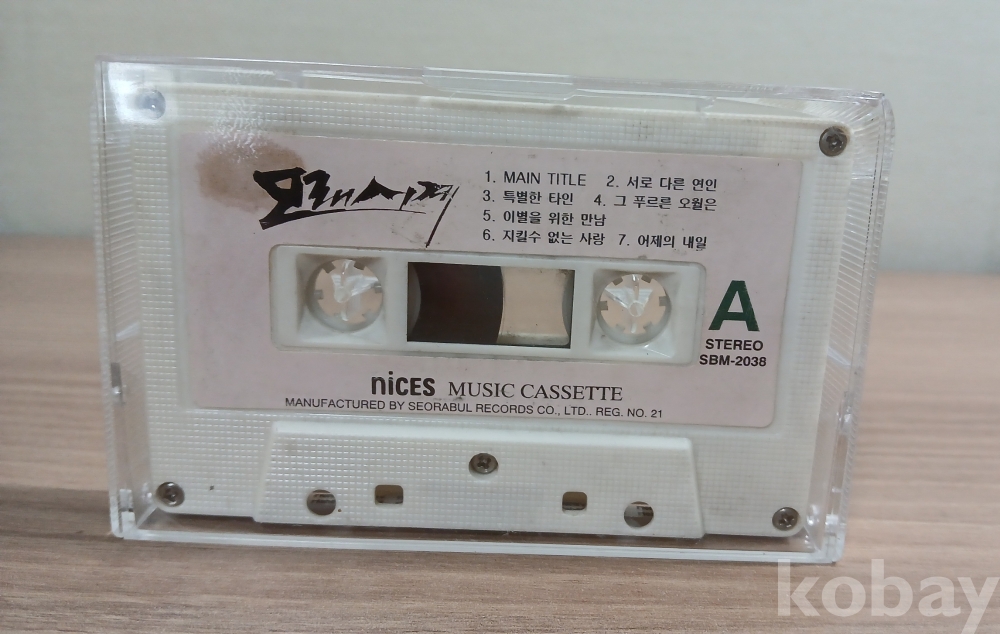 모래시계
1. MAIN TITLE 2. 서로 다른 연인
3. 특별한 타인 4. 그 푸르른 오월은
5. 이별을 위한 만남
6. 지킬수 없는 사랑 7. 어제의 내일
A
STEREO
SBM-2038
nices MUSIC CASSETTE
MANUFACTURED BY SEORABUL RECORDS CO., LTD.. REG. NO. 21
kobay